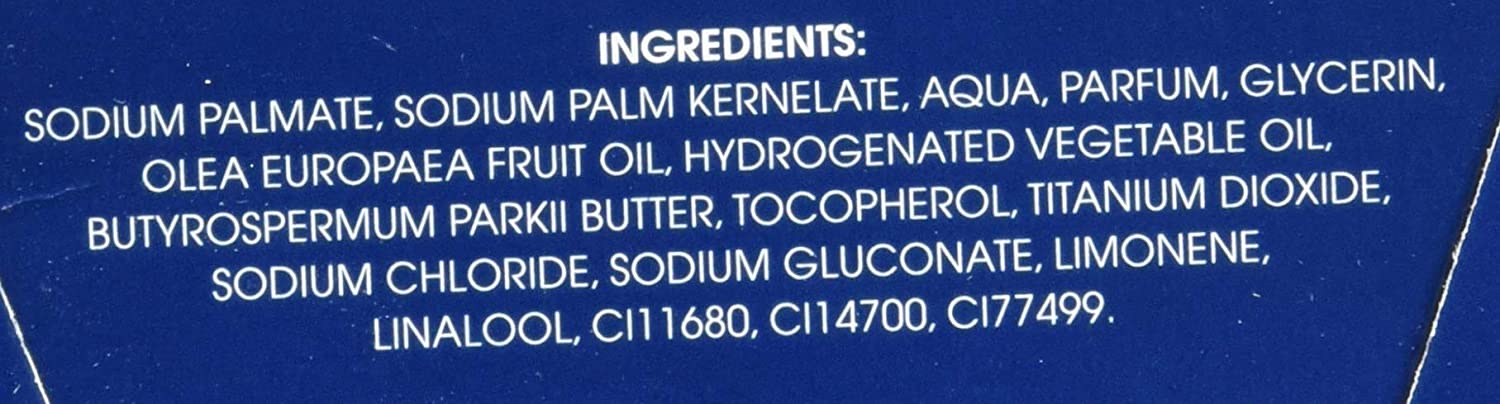 INGREDIENTS:
SODIUM PALMATE, SODIUM PALM KERNELATE, AQUA, PARFUM, GLYCERIN,
OLEA EUROPAEA FRUIT OIL, HYDROGENATED VEGETABLE OIL,
BUTYROSPERMUM PARKII BUTTER, TOCOPHEROL, TITANIUM DIOXIDE,
SODIUM CHLORIDE, SODIUM GLUCONATE, LIMONENE,
LINALOOL, CI11680, CI14700, CI77499.